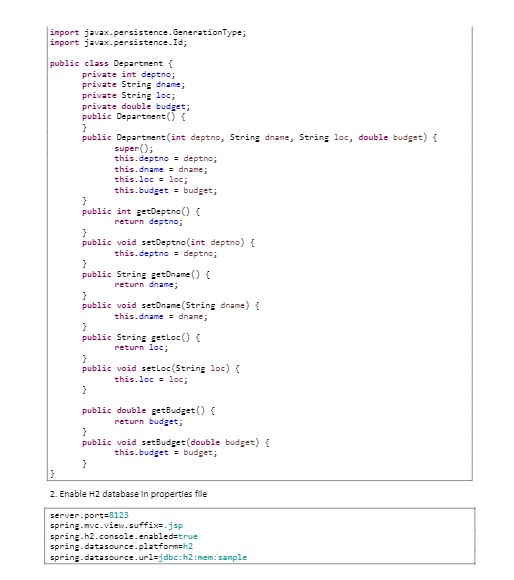 import javax.persistence.GenerationType;
import javax.persistence.Id;
public class Department {
private int deptno;
private String dname;
private String loc;
private double budget;
public Department() {
}
public Department(int deptno, String dname, String loc, double budget) {
super();
this.deptno = deptno;
this.dname = dname;
this.loc = loc;
this.budget = budget;
}
public int getDeptno() {
return deptno;
}
public void setDeptno(int deptno) {
this.deptno = deptno;
}
public String getDname() {
return dname;
}
public void setDname(String dname) {
this.dname = dname;
}
public String getLoc() {
return loc;
}
public void setLoc(String loc) {
this.loc = loc;
}
public double getBudget() {
return budget;
}
public void setBudget(double budget) {
this.budget = budget;
}
}
2. Enable H2 database in properties file
server.port=8123
spring.mvc.view.suffix=.jsp
spring.h2.console.enabled=true
spring.datasource.platform=h2
spring.datasource.url=jdbc:h2:mem:sample